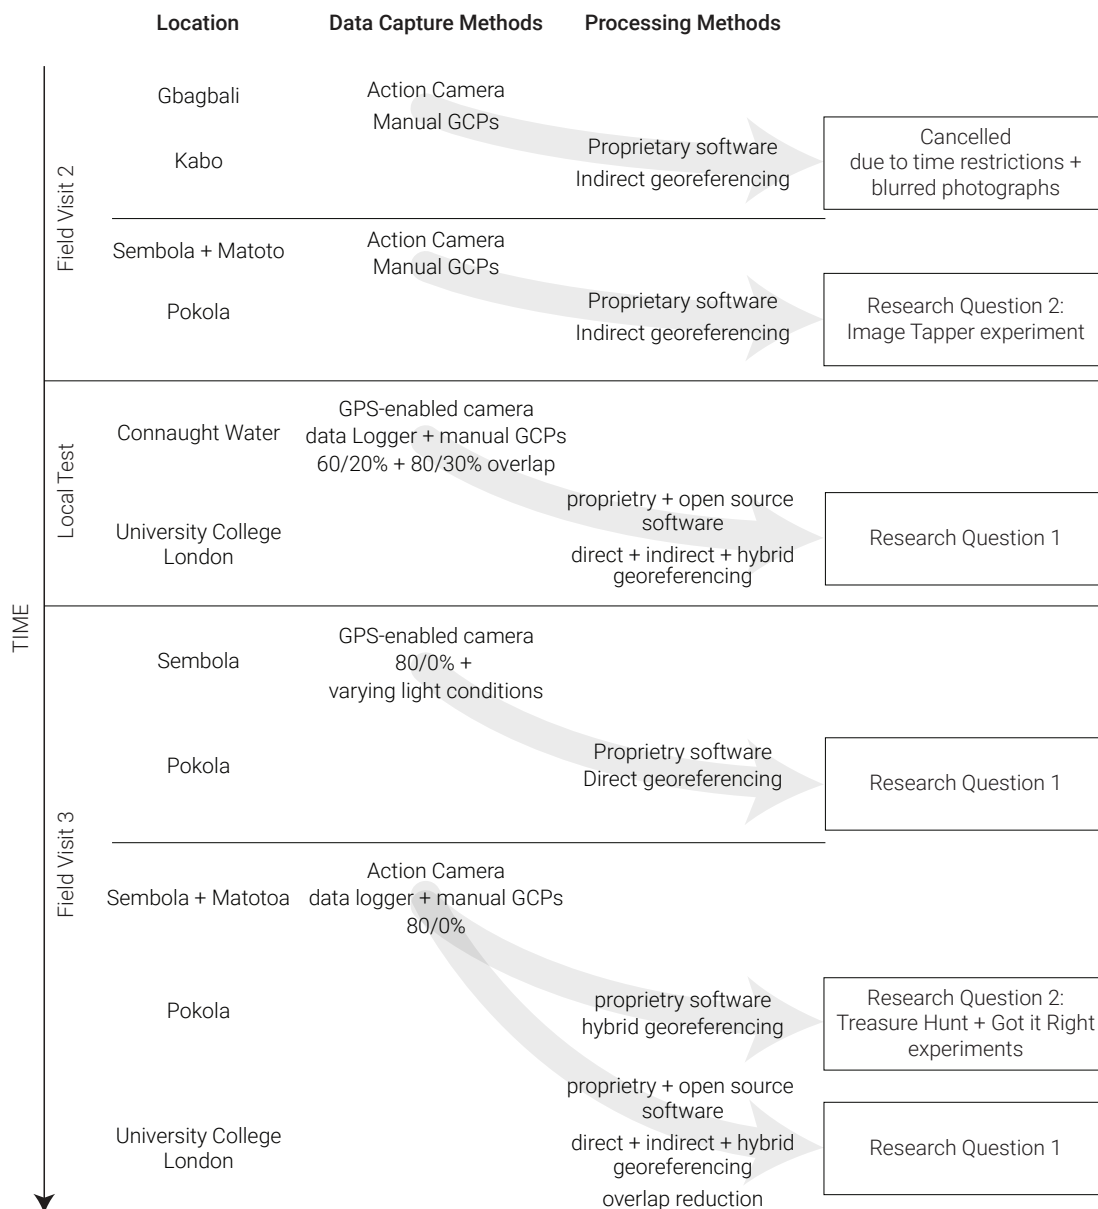 Location
Data Capture Methods
Processing Methods
TIME
Field Visit 2
Gbagbali
Action Camera
Manual GCPs
Kabo
Proprietary software
Indirect georeferencing
Cancelled
due to time restrictions +
blurred photographs
Sembola + Matoto
Action Camera
Manual GCPs
Pokola
Proprietary software
Indirect georeferencing
Research Question 2:
Image Tapper experiment
Local Test
Connaught Water
GPS-enabled camera
data Logger + manual GCPs
60/20% + 80/30% overlap
University College
London
proprietry + open source
software
direct + indirect + hybrid
georeferencing
Research Question 1
Field Visit 3
Sembola
GPS-enabled camera
80/0% +
varying light conditions
Pokola
Proprietry software
Direct georeferencing
Research Question 1
Sembola + Matotoa
Action Camera
data logger + manual GCPs
80/0%
Pokola
proprietry software
hybrid georeferencing
Research Question 2:
Treasure Hunt + Got it Right
experiments
University College
London
proprietry + open source
software
direct + indirect + hybrid
georeferencing
overlap reduction
Research Question 1